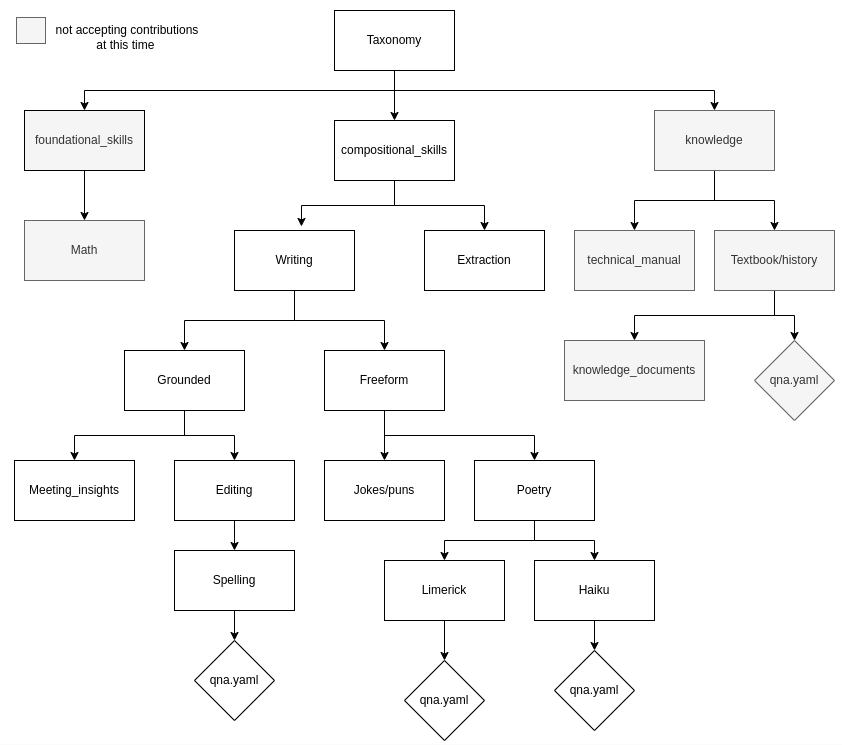 not accepting contributions
at this time
Taxonomy
foundational_skills
compositional_skills
knowledge
Math
Writing
Extraction
technical_manual
Textbook/history
Grounded
Freeform
knowledge_documents
qna.yaml
Meeting_insights
Editing
Jokes/puns
Poetry
Spelling
Limerick
Haiku
qna.yaml
qna.yaml
qna.yaml